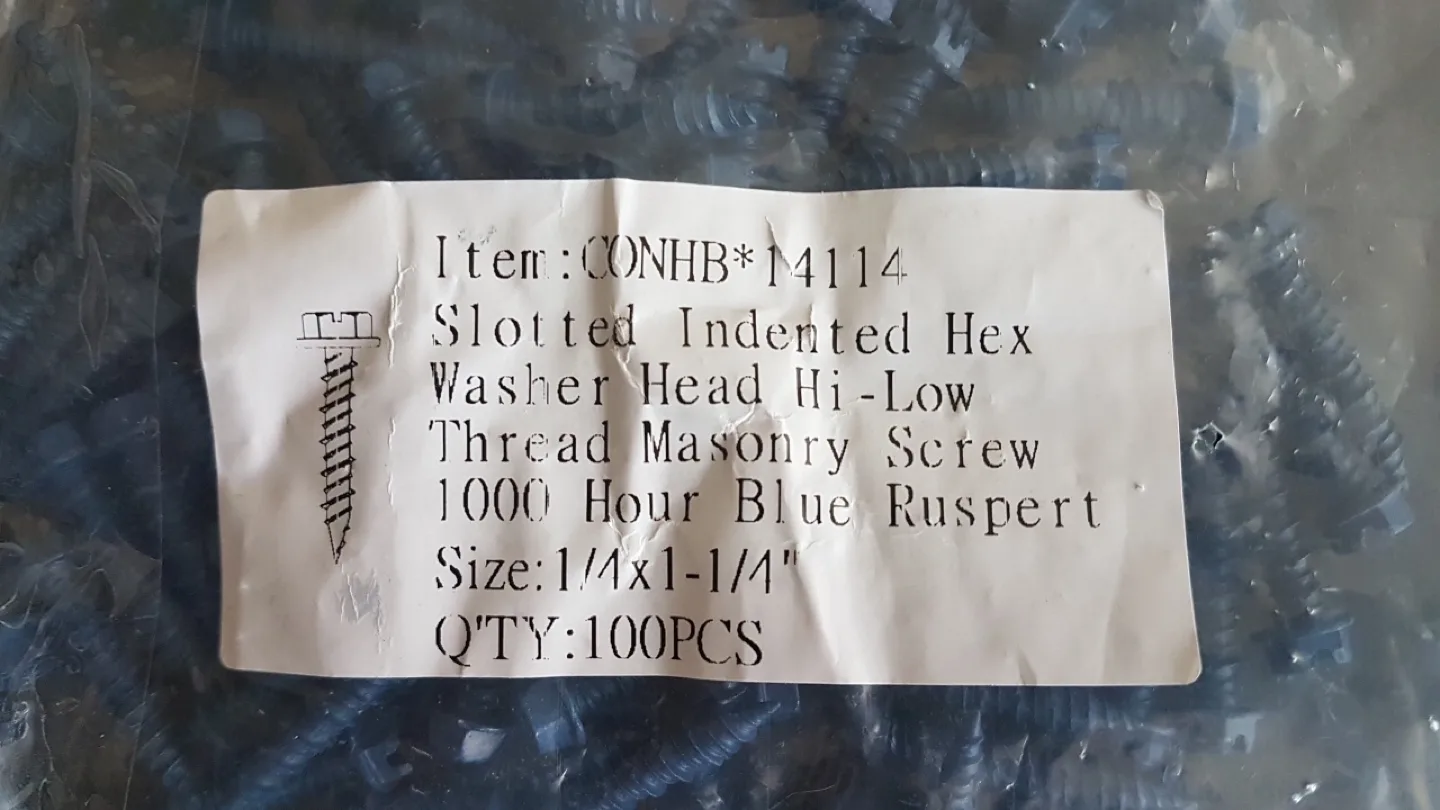 Item:CONHB*14114
Slotted Indented Hex
Washer Head Hi-Low
Thread Masonry Screw
1000 Hour Blue Ruspert
Size:1/4x1-1/4"
Q'TY:100PCS